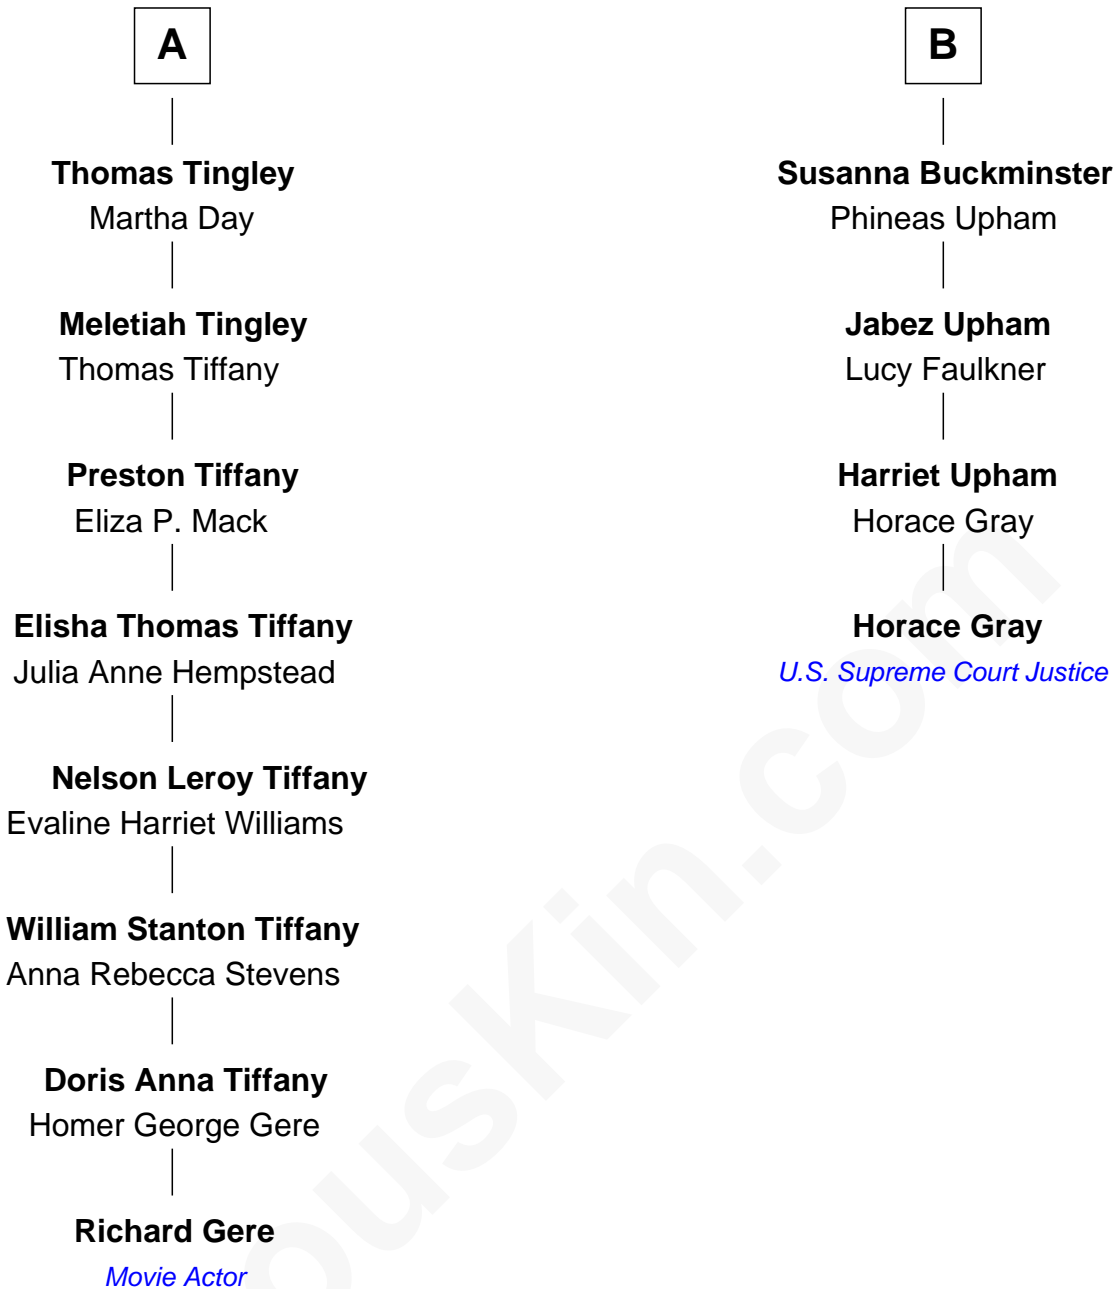 A
Thomas Tingley
Martha Day
Meletiah Tingley
Thomas Tiffany
Preston Tiffany
Eliza P. Mack
Elisha Thomas Tiffany
Julia Anne Hempstead
Nelson Leroy Tiffany
Evaline Harriet Williams
William Stanton Tiffany
Anna Rebecca Stevens
Doris Anna Tiffany
Homer George Gere
Richard Gere
Movie Actor
B
Susanna Buckminster
Phineas Upham
Jabez Upham
Lucy Faulkner
Harriet Upham
Horace Gray
Horace Gray
U.S. Supreme Court Justice
ouskin.com